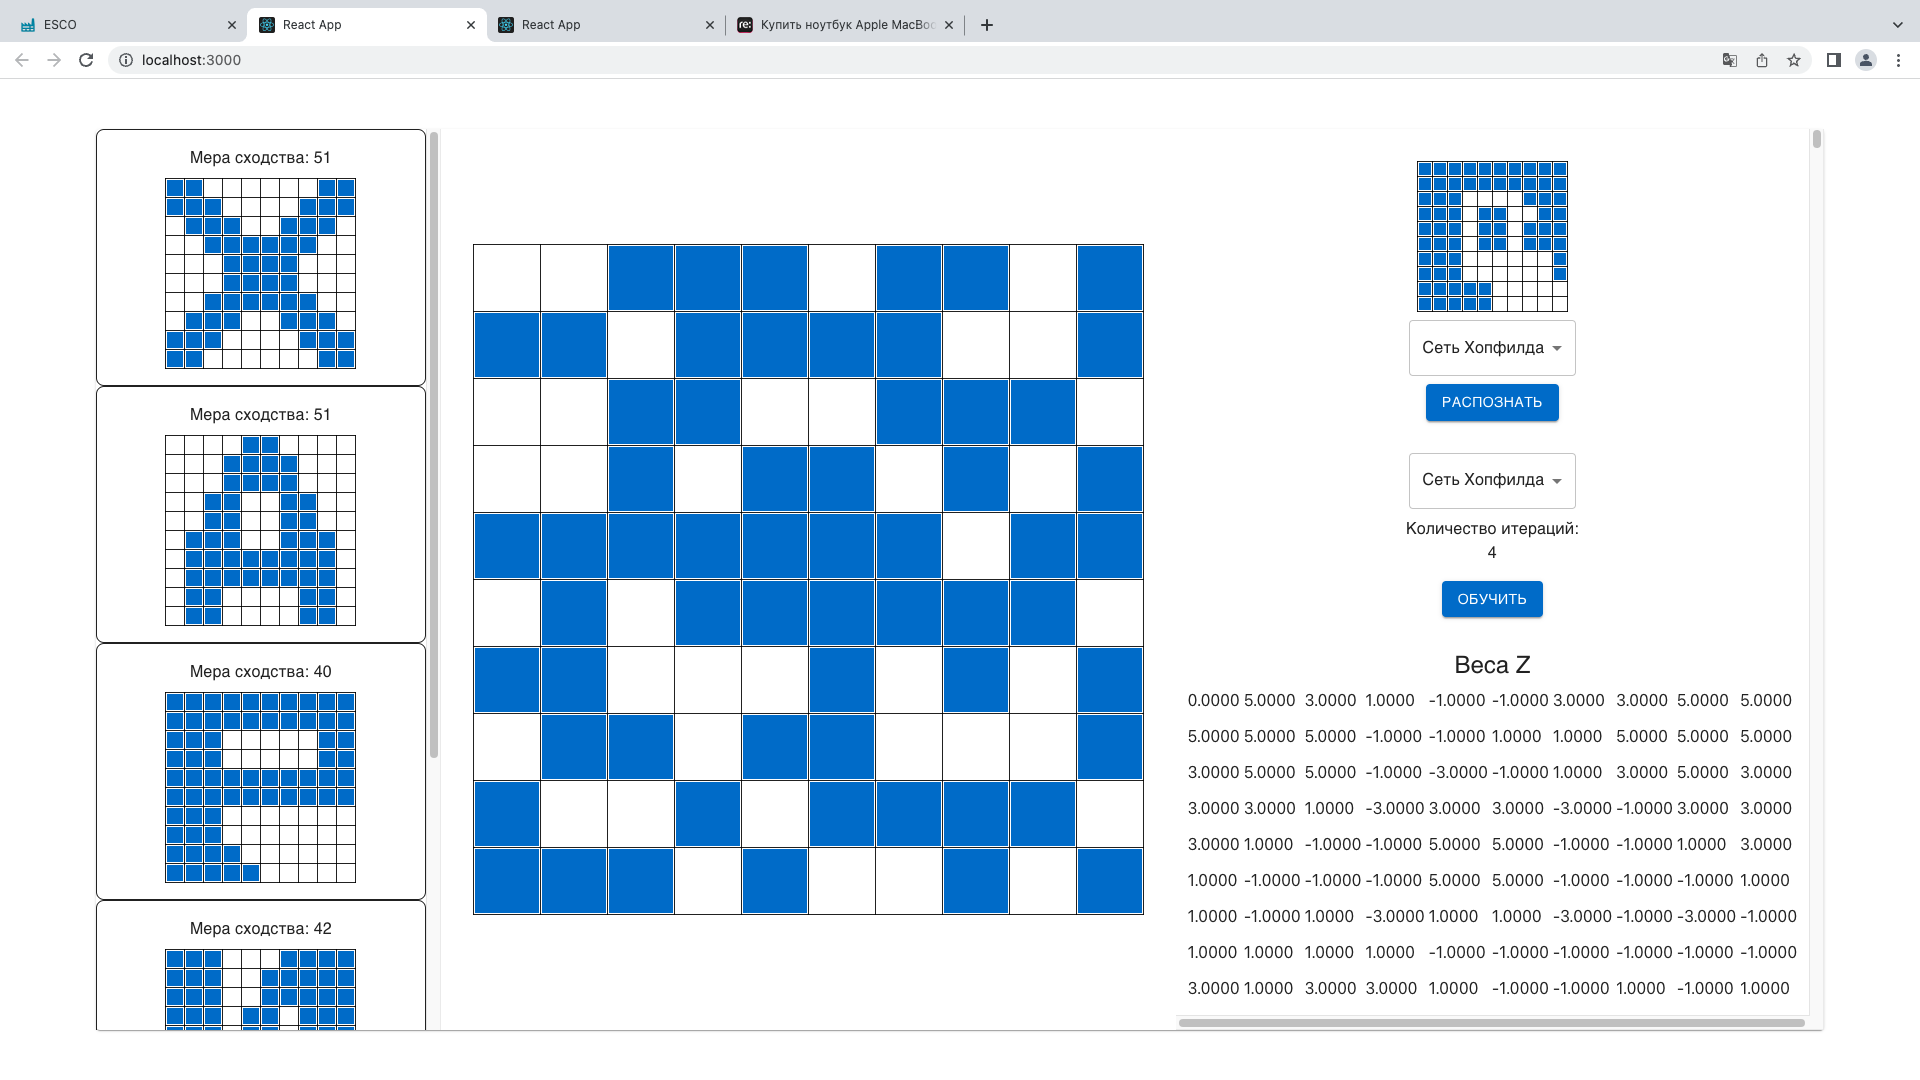 ESCO
React App
React App
Купить ноутбук Apple MacBoo
localhost:3000
Мера сходства: 51
Мера сходства: 51
Мера сходства: 40
Мера сходства: 42
Сеть Хопфилда
РАСПОЗНАТЬ
Сеть Хопфилда
Количество итераций:
4
ОБУЧИТЬ
Веса Z
0.0000 5.0000 3.0000 1.0000 -1.0000 -1.0000 3.0000 3.0000 5.0000 5.0000
5.0000 5.0000 5.0000 -1.0000 -1.0000 1.0000 1.0000 5.0000 5.0000 5.0000
3.0000 5.0000 5.0000 -1.0000 -3.0000 -1.0000 1.0000 3.0000 5.0000 3.0000
3.0000 3.0000 1.0000 -3.0000 3.0000 3.0000 -3.0000 -1.0000 3.0000 3.0000
3.0000 1.0000 -1.0000 -1.0000 5.0000 5.0000 -1.0000 -1.0000 1.0000 3.0000
1.0000 -1.0000 -1.0000 -1.0000 5.0000 5.0000 -1.0000 -1.0000 -1.0000 1.0000
1.0000 -1.0000 1.0000 -3.0000 1.0000 1.0000 -3.0000 -1.0000 -3.0000 -1.0000
1.0000 1.0000 1.0000 1.0000 -1.0000 -1.0000 -1.0000 -1.0000 -1.0000 -1.0000
3.0000 1.0000 3.0000 3.0000 1.0000 -1.0000 -1.0000 1.0000 -1.0000 1.0000